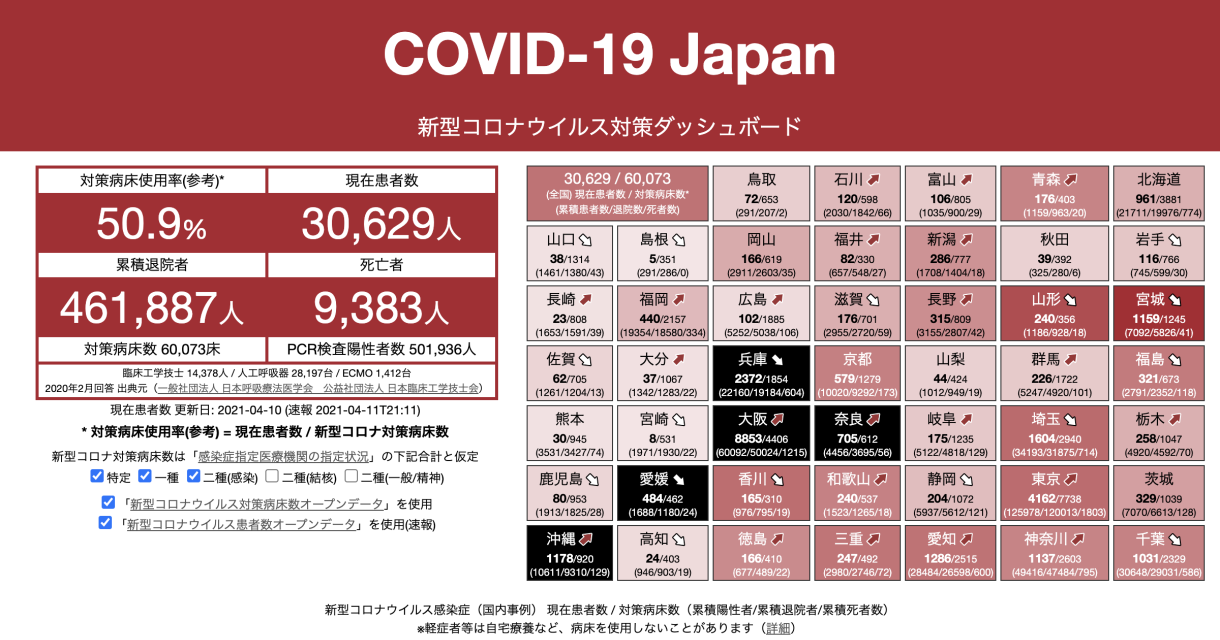 COVID-19 Japan
新型コロナウイルス対策ダッシュボード
対策病床使用率(参考)*
現在患者数
50.9%
30,629人
累積退院者
死亡者
461,887人
9,383人
対策病床数 60,073床
PCR検査陽性者数 501,936人
臨床工学技士 14,378人 / 人工呼吸器 28,197台 / ECMO 1,412台
2020年2月回答 出典元（一般社団法人 日本呼吸療法医学会　公益社団法人 日本臨床工学技士会）
現在患者数 更新日: 2021-04-10 (速報 2021-04-11T21:11)
* 対策病床使用率(参考) = 現在患者数 / 新型コロナ対策病床数
新型コロナ対策病床数は「感染症指定医療機関の指定状況」の下記合計と仮定
特定 一種 二種(感染) 二種(結核) 二種(一般/精神)
「新型コロナウイルス対策病床数オープンデータ」を使用
「新型コロナウイルス患者数オープンデータ」を使用(速報)
30,629 / 60,073
(全国) 現在患者数 / 対策病床数*
(累積患者数/退院数/死者数)
鳥取
72/653
(291/207/2)
石川
120/598
(2030/1842/66)
富山
106/805
(1035/900/29)
青森
176/403
(1159/963/20)
北海道
961/3881
(21711/19976/774)
山口
38/1314
(1461/1380/43)
島根
5/351
(291/286/0)
岡山
166/619
(2911/2603/35)
福井
82/330
(657/548/27)
新潟
286/777
(1708/1404/18)
秋田
39/392
(325/280/6)
岩手
116/766
(745/599/30)
長崎
23/808
(1653/1591/39)
福岡
440/2157
(19354/18580/334)
広島
102/1885
(5252/5038/106)
滋賀
176/701
(2955/2720/59)
長野
315/809
(3155/2807/42)
山形
240/356
(1186/928/18)
宮城
1159/1245
(7092/5826/41)
佐賀
62/705
(1261/1204/13)
大分
37/1067
(1342/1283/22)
兵庫
2372/1854
(22160/19184/604)
京都
579/1279
(10020/9292/173)
山梨
44/424
(1012/949/19)
群馬
226/1722
(5247/4920/101)
福島
321/673
(2791/2352/118)
熊本
30/945
(3531/3427/74)
宮崎
8/531
(1971/1930/22)
大阪
8853/4406
(60092/50024/1215)
奈良
705/612
(4456/3695/56)
岐阜
175/1235
(5122/4818/129)
埼玉
1604/2940
(34193/31875/714)
栃木
258/1047
(4920/4592/70)
鹿児島
80/953
(1913/1825/28)
愛媛
484/462
(1688/1180/24)
香川
165/310
(976/795/19)
和歌山
240/537
(1523/1265/18)
静岡
204/1072
(5937/5612/121)
東京
4162/7738
(125978/120013/1803)
茨城
329/1039
(7070/6613/128)
沖縄
1178/920
(10611/9310/129)
高知
24/403
(946/903/19)
徳島
166/410
(677/489/22)
三重
247/492
(2980/2746/72)
愛知
1286/2515
(28484/26598/600)
神奈川
1137/2603
(49416/47484/795)
千葉
1031/2329
(30648/29031/586)
新型コロナウイルス感染症（国内事例） 現在患者数 / 対策病床数（累積陽性者/累積退院者/累積死者数）
※軽症者等は自宅療養など、病床を使用しないことがあります（詳細）